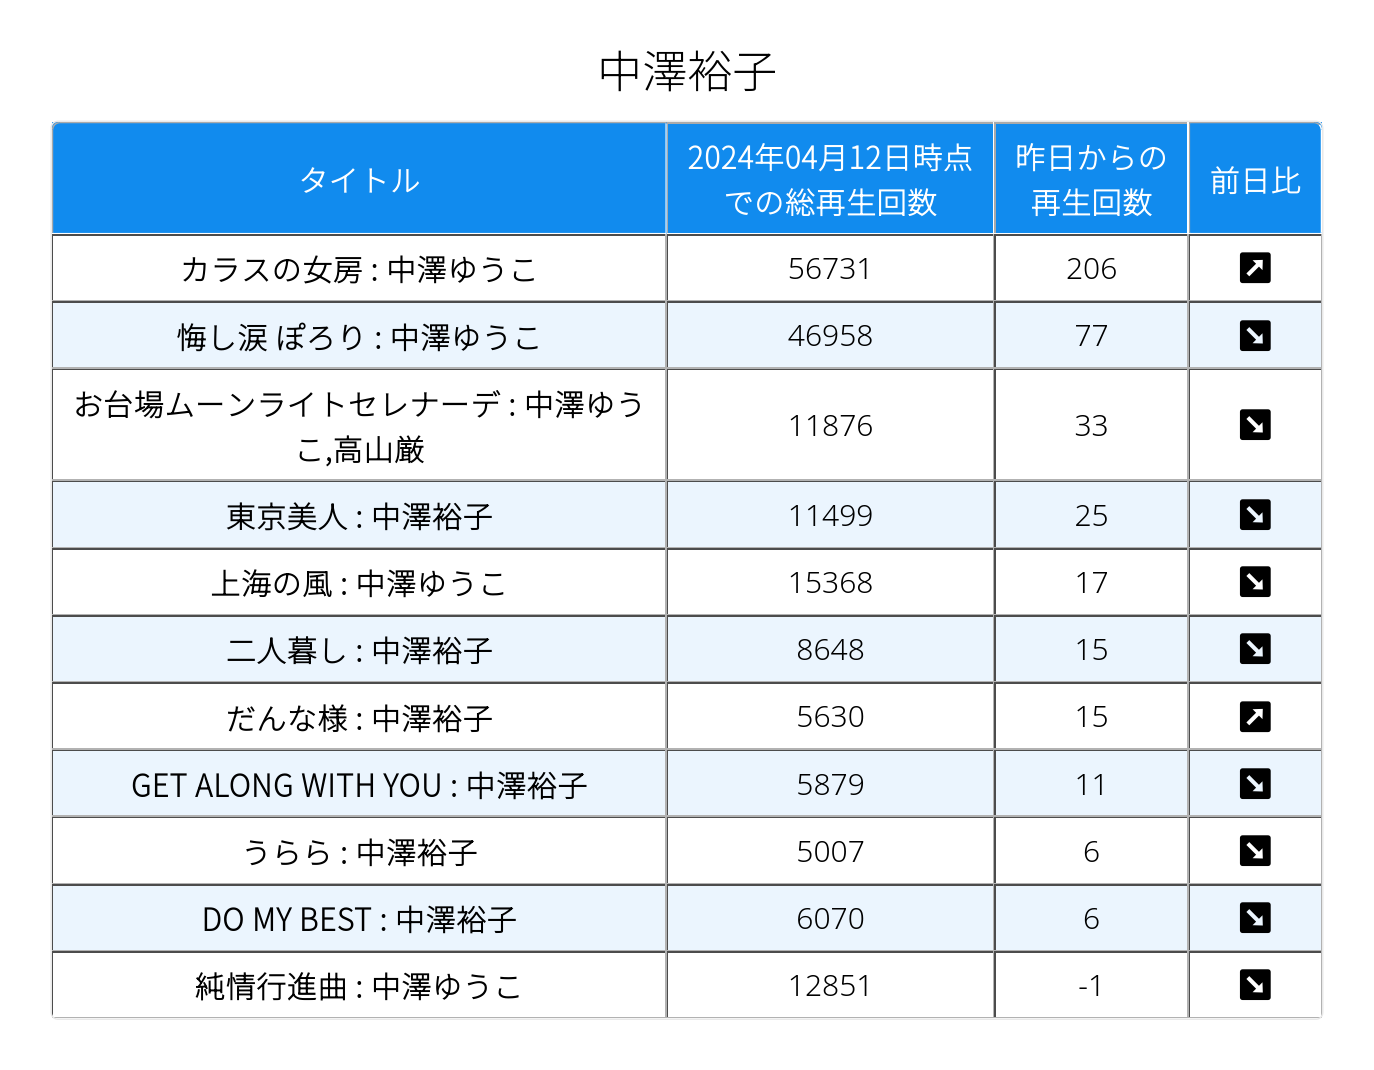 中澤裕子
タイトル
2024年04月12日時点
での総再生回数
昨日からの
再生回数
前日比
カラスの女房 : 中澤ゆうこ
56731
206
悔し涙 ぽろり : 中澤ゆうこ
46958
77
お台場ムーンライトセレナーデ : 中澤ゆう
こ,高山厳
11876
33
東京美人 : 中澤裕子
11499
25
上海の風 : 中澤ゆうこ
15368
17
二人暮し : 中澤裕子
8648
15
だんな様 : 中澤裕子
5630
15
GET ALONG WITH YOU : 中澤裕子
5879
11
うらら : 中澤裕子
5007
6
DO MY BEST : 中澤裕子
6070
6
純情行進曲 : 中澤ゆうこ
12851
-1